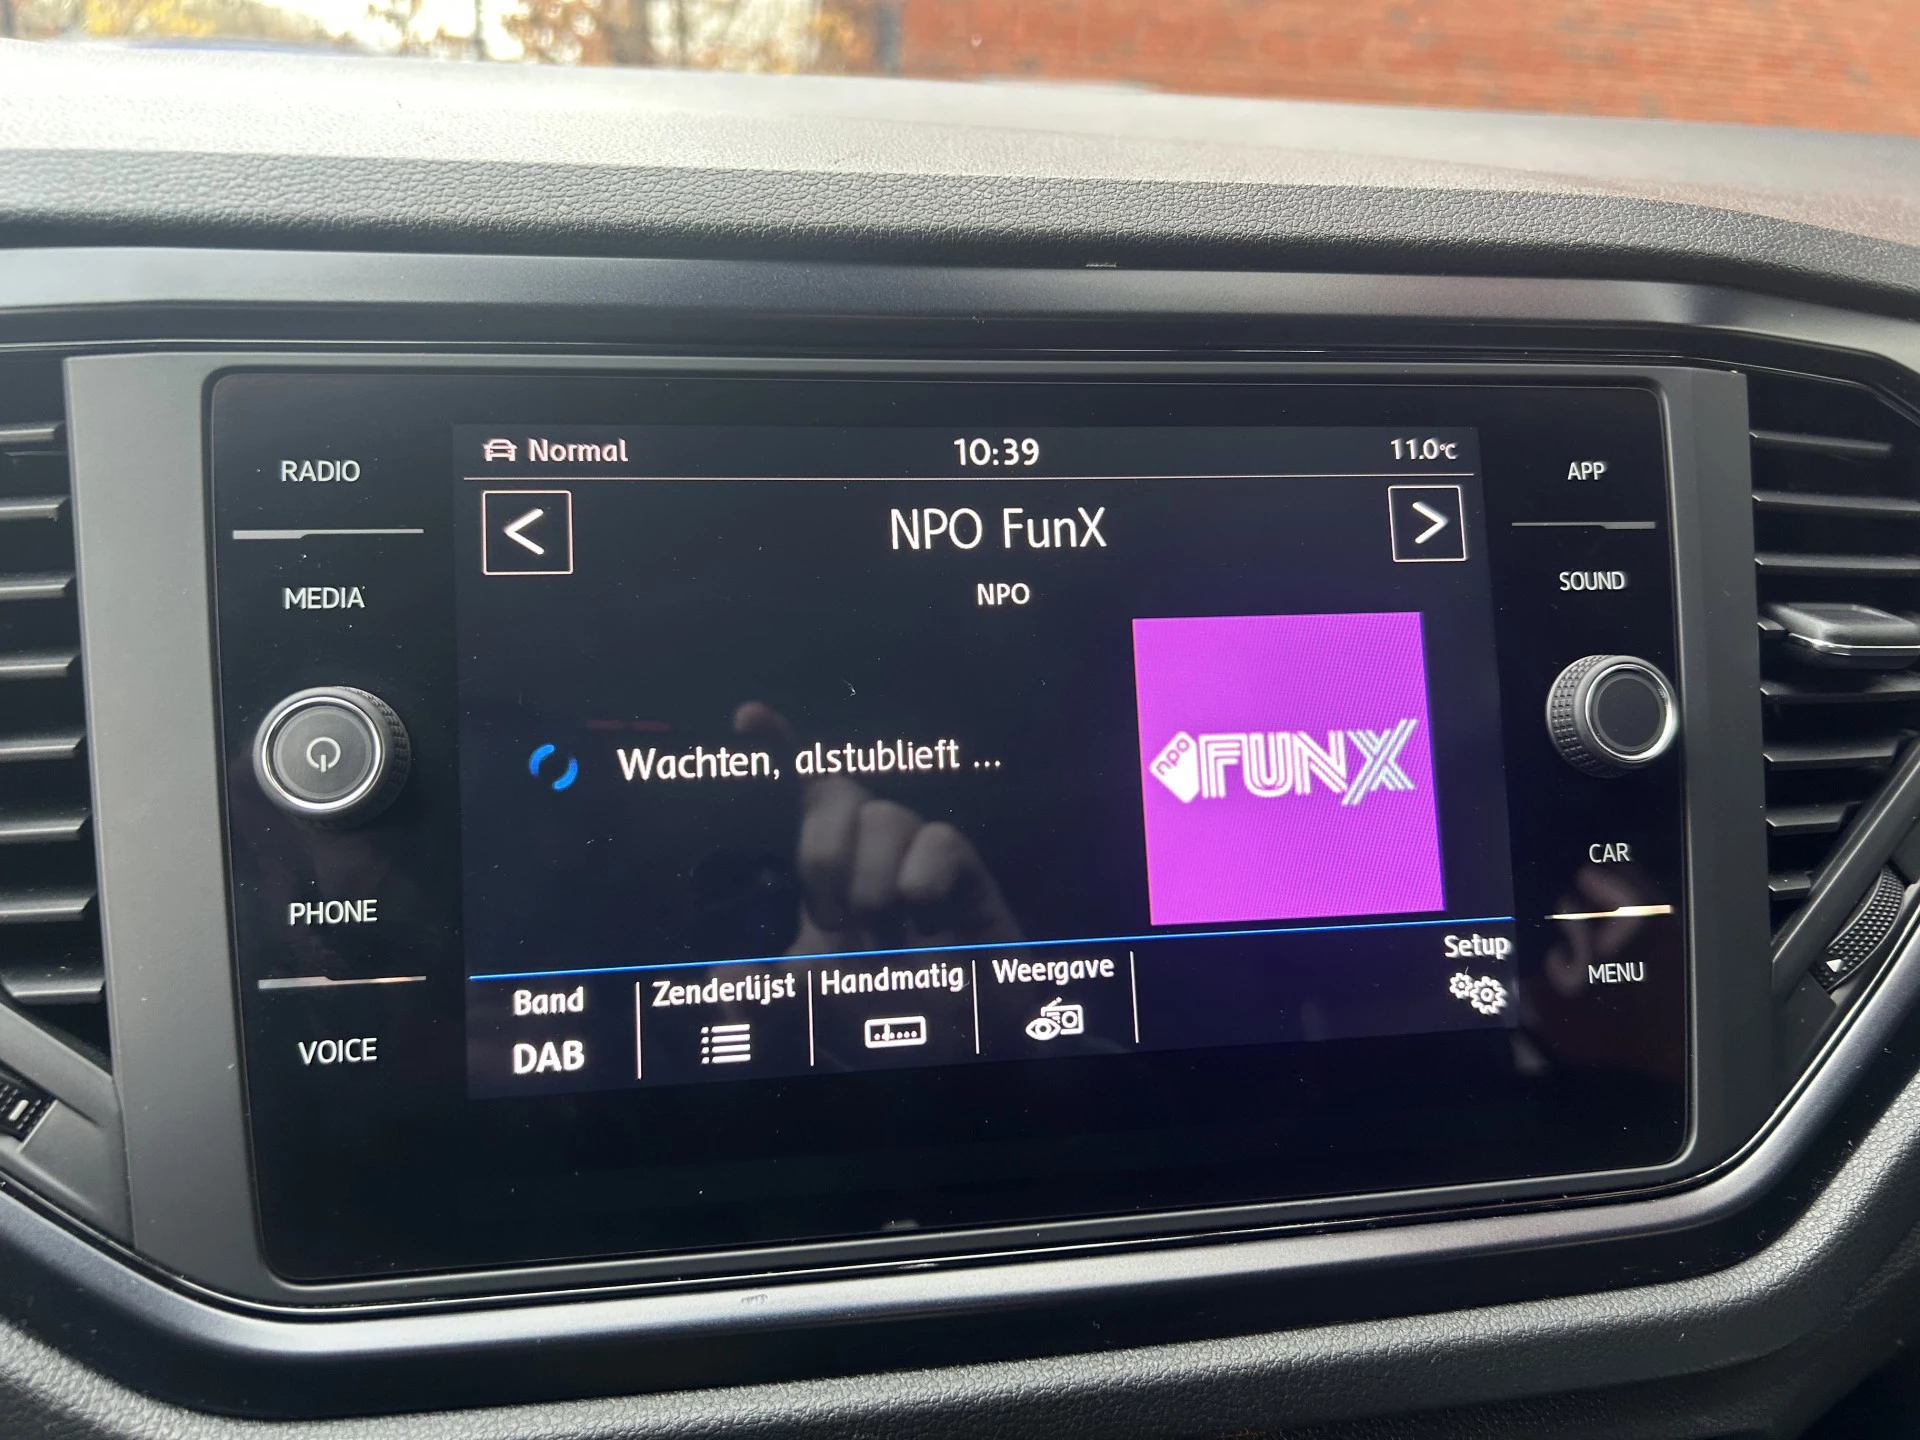 RADIO
MEDIA
PHONE
VOICE
Normal
10:39
11.0°C
<
NPO FunX
>
NPO
Wachten, alstublieft ...
npo FUNX
Band
DAB
Zenderlijst
Handmatig
Weergave
Setup
APP
SOUND
CAR
MENU